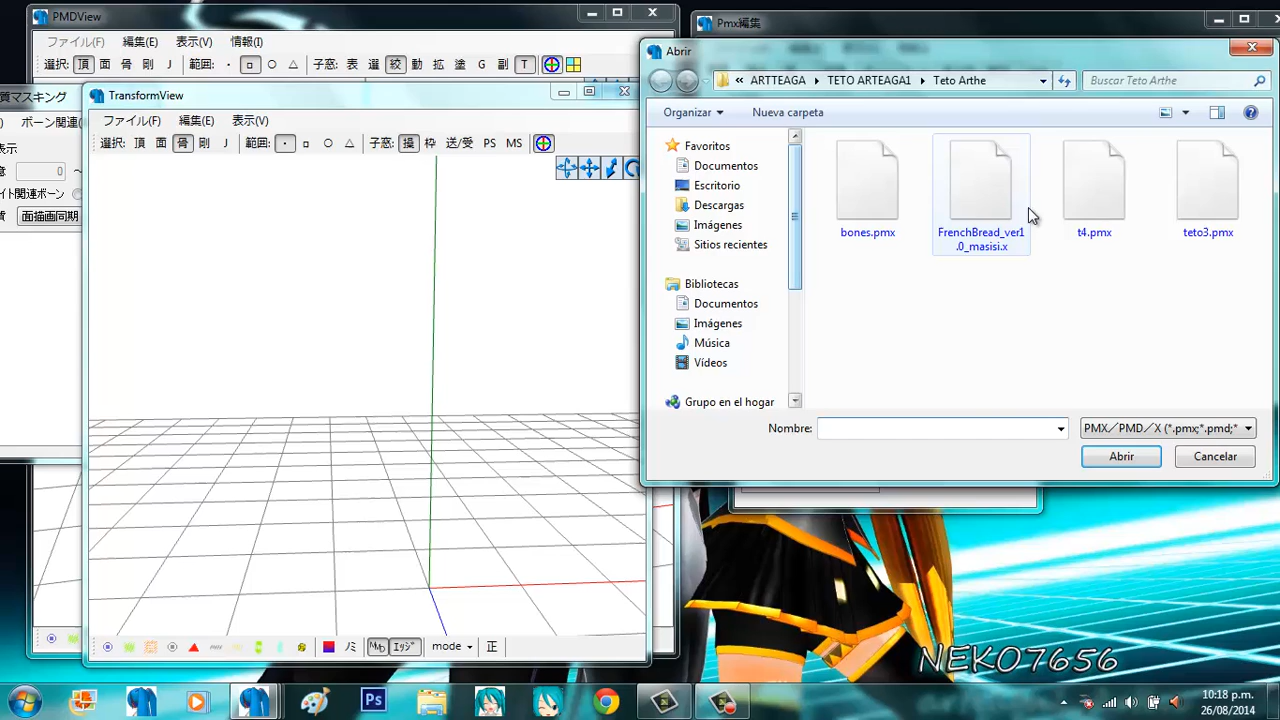 PMDView
ファイル(F) 編集(E) 表示(V) 情報(I)
選択: 頂 面 骨 剛 J 範囲: 子窓: 表 選 絞 動 拡 塗 G 副 T
質マスキング
ボーン関連(
表示
意 0 ～
イト関連ボーン
質 面描画同期
TransformView
ファイル(F) 編集(E) 表示(V)
選択: 頂 面 骨 剛 J 範囲: 子窓: 操 枠 送/受 PS MS
mode 正
Pmx編集
Abrir
« ARTTEAGA TETO ARTEAGA1 Teto Arthe
Buscar Teto Arthe
Organizar Nueva carpeta
Favoritos
Documentos
Escritorio
Descargas
Imágenes
Sitios recientes
Bibliotecas
Documentos
Imágenes
Música
Vídeos
Grupo en el hogar
bones.pmx
FrenchBread_ver1
.0_masisi.x
t4.pmx
teto3.pmx
Nombre:
PMX／PMD／X (*.pmx;*.pmd;*
Abrir Cancelar
NEKO7656
Ps
10:18 p.m.
26/08/2014